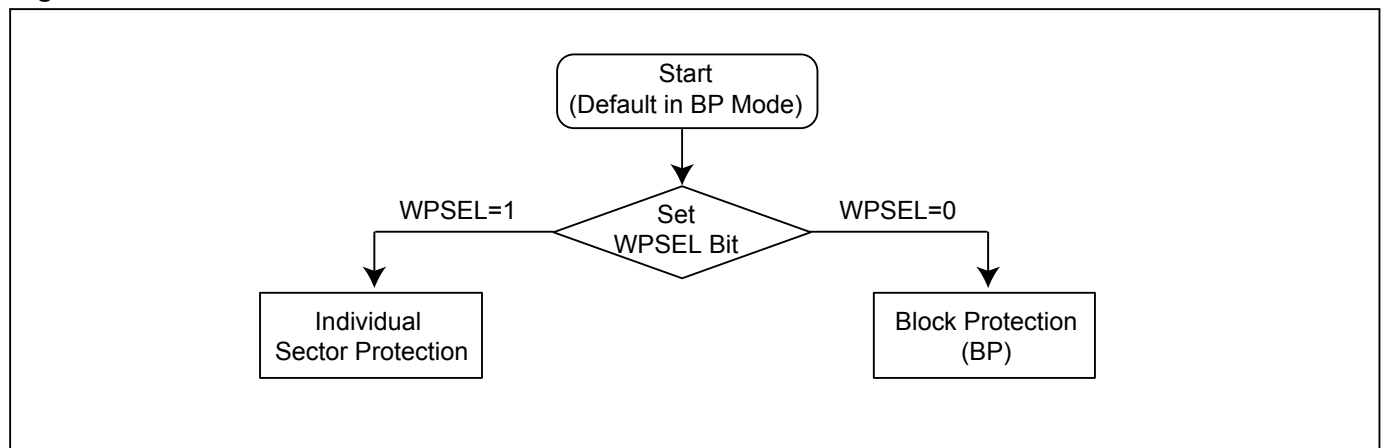 Start
(Default in BP Mode)
WPSEL=1
Set
WPSEL Bit
WPSEL=0
Individual
Sector Protection
Block Protection
(BP)